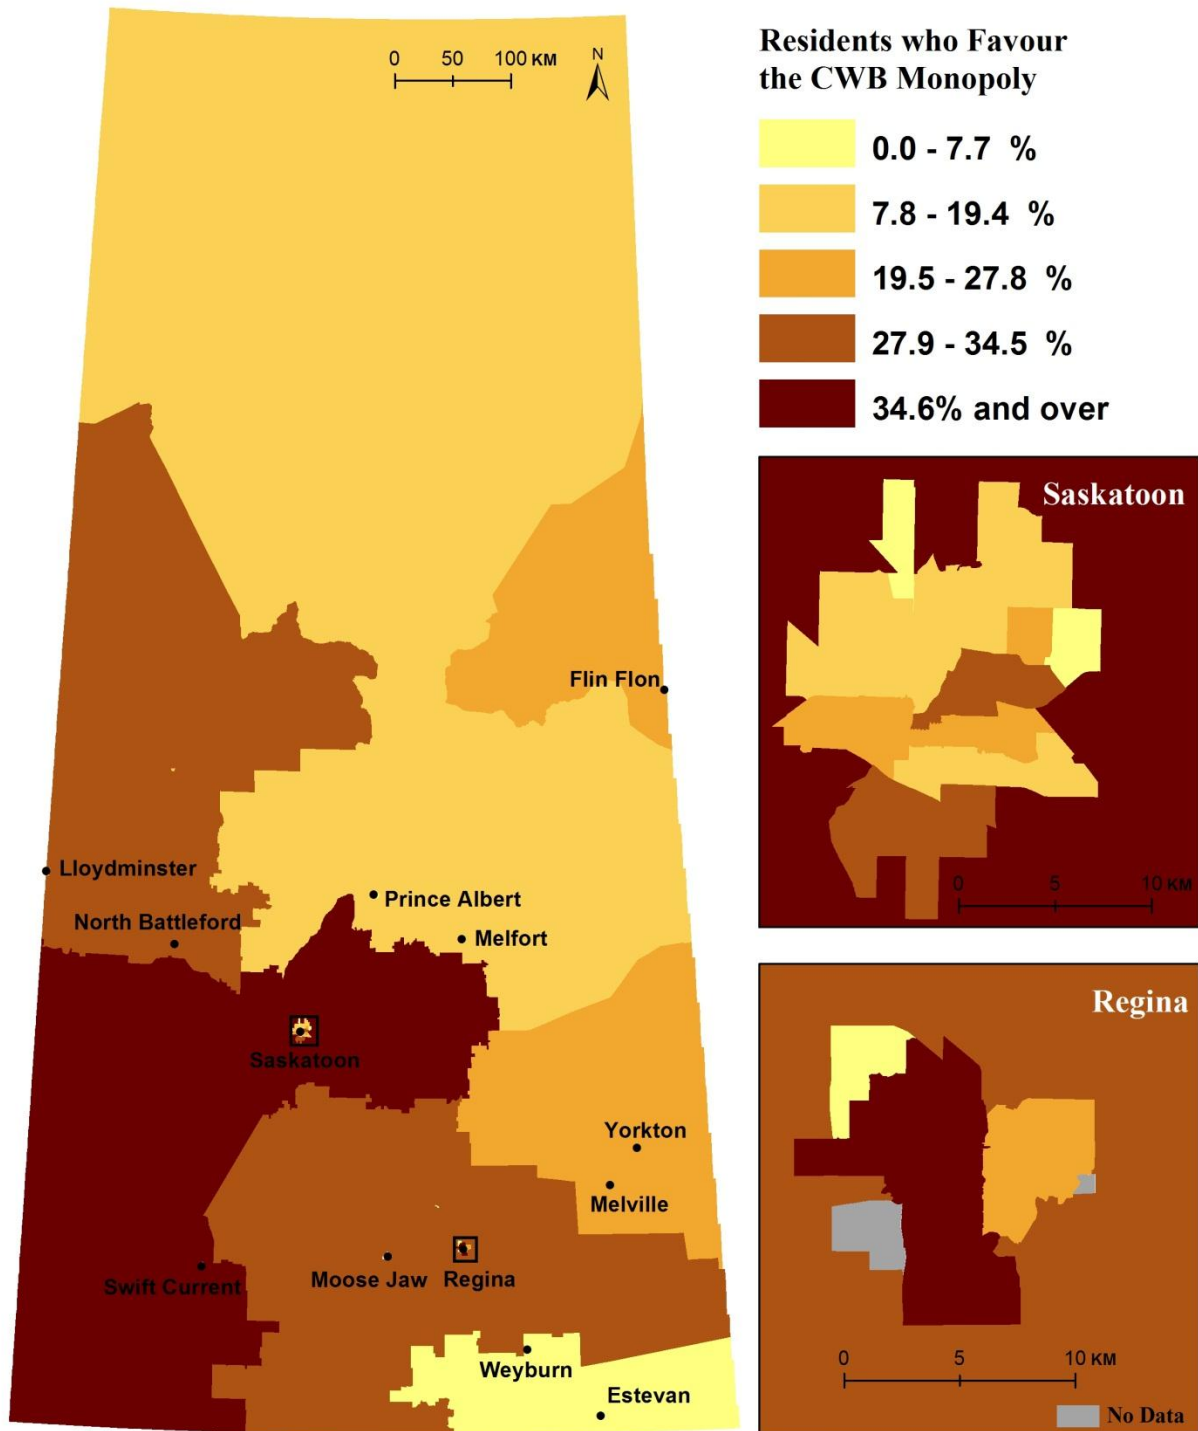 0 50 100 KM
N
Flin Flon
Lloydminster
Prince Albert
North Battleford
Melfort
Saskatoon
Yorkton
Melville
Swift Current
Moose Jaw
Regina
Weyburn
Estevan
Residents who Favour
the CWB Monopoly
0.0 - 7.7 %
7.8 - 19.4 %
19.5 - 27.8 %
27.9 - 34.5 %
34.6% and over
Saskatoon
0 5 10 KM
Regina
0 5 10 KM
No Data